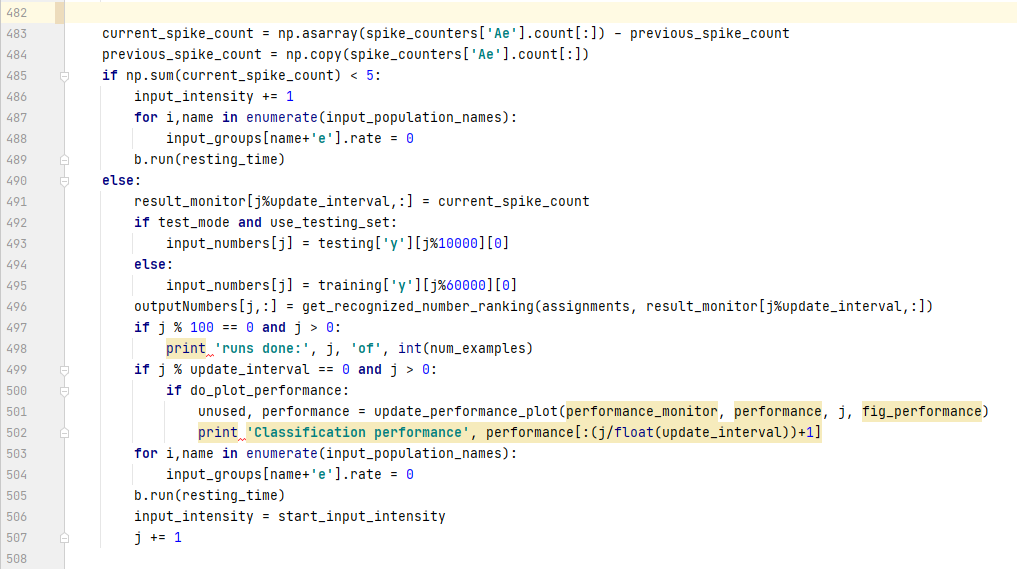 482
483 current_spike_count = np.asarray(spike_counters['Ae'].count[:]) - previous_spike_count
484 previous_spike_count = np.copy(spike_counters['Ae'].count[:])
485 if np.sum(current_spike_count) < 5:
486 input_intensity += 1
487 for i,name in enumerate(input_population_names):
488 input_groups[name+'e'].rate = 0
489 b.run(resting_time)
490 else:
491 result_monitor[j%update_interval,:] = current_spike_count
492 if test_mode and use_testing_set:
493 input_numbers[j] = testing['y'][j%10000][0]
494 else:
495 input_numbers[j] = training['y'][j%60000][0]
496 outputNumbers[j,:] = get_recognized_number_ranking(assignments, result_monitor[j%update_interval,:])
497 if j % 100 == 0 and j > 0:
498 print 'runs done:', j, 'of', int(num_examples)
499 if j % update_interval == 0 and j > 0:
500 if do_plot_performance:
501 unused, performance = update_performance_plot(performance_monitor, performance, j, fig_performance)
502 print 'Classification performance', performance[:(j/float(update_interval))+1]
503 for i,name in enumerate(input_population_names):
504 input_groups[name+'e'].rate = 0
505 b.run(resting_time)
506 input_intensity = start_input_intensity
507 j += 1
508